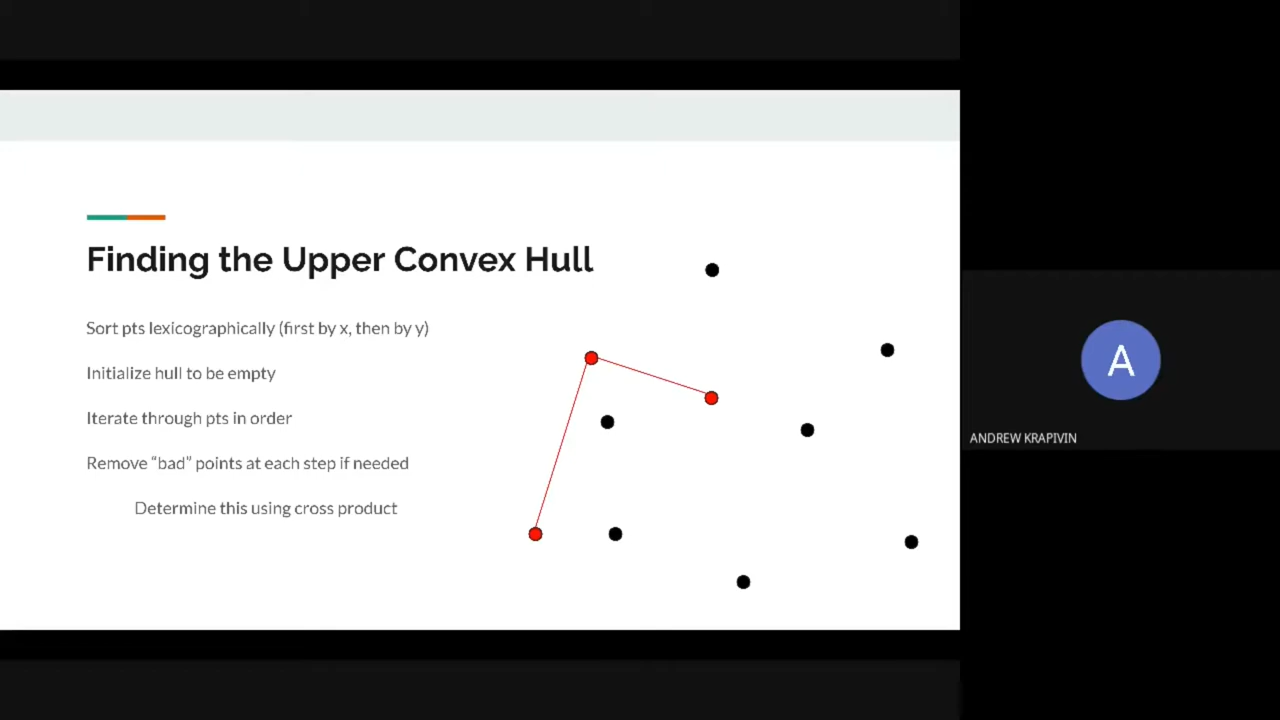 Finding the Upper Convex Hull
Sort pts lexicographically (first by x, then by y)
Initialize hull to be empty
Iterate through pts in order
Remove “bad” points at each step if needed
Determine this using cross product
A
ANDREW KRAPIVIN